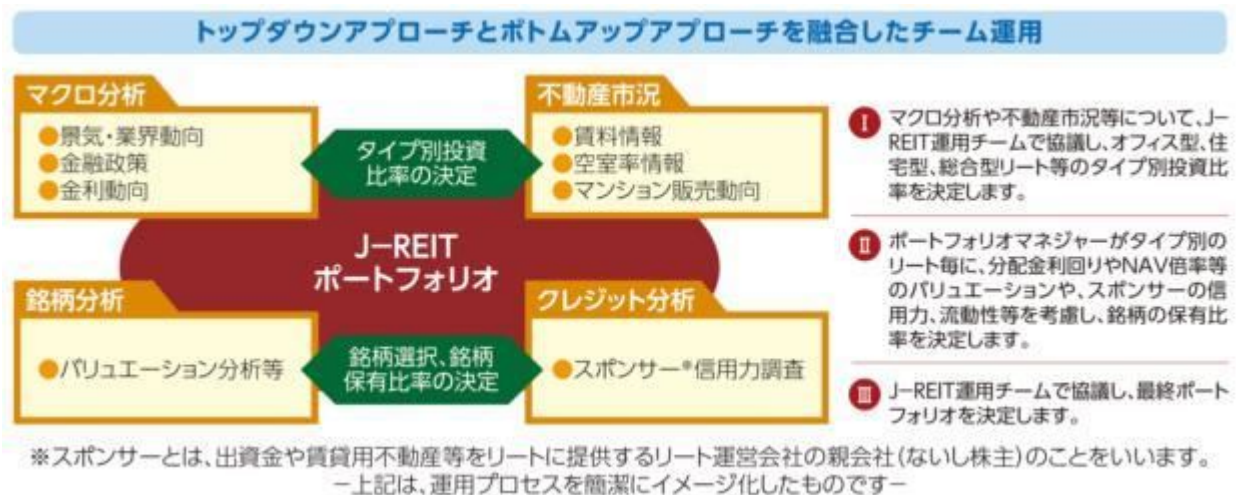 トップダウンアプローチとボトムアップアプローチを融合したチーム運用
マクロ分析
●景気・業界動向
●金融政策
●金利動向
タイプ別投資
比率の決定
不動産市況
●賃料情報
●空室率情報
●マンション販売動向
J−REIT
ポートフォリオ
銘柄分析
●バリュエーション分析等
銘柄選択、銘柄
保有比率の決定
クレジット分析
●スポンサー※信用力調査
Ⅰ マクロ分析や不動産市況等について、J−
REIT運用チームで協議し、オフィス型、住
宅型、総合型リート等のタイプ別投資比
率を決定します。
Ⅱ ポートフォリオマネジャーがタイプ別の
リート毎に、分配金利回りやNAV倍率等
のバリュエーションや、スポンサーの信
用力、流動性等を考慮し、銘柄の保有比
率を決定します。
Ⅲ J−REIT運用チームで協議し、最終ポート
フォリオを決定します。
※スポンサーとは、出資金や賃貸用不動産等をリートに提供するリート運営会社の親会社(ないし株主)のことをいいます。
−上記は、運用プロセスを簡潔にイメージ化したものです−